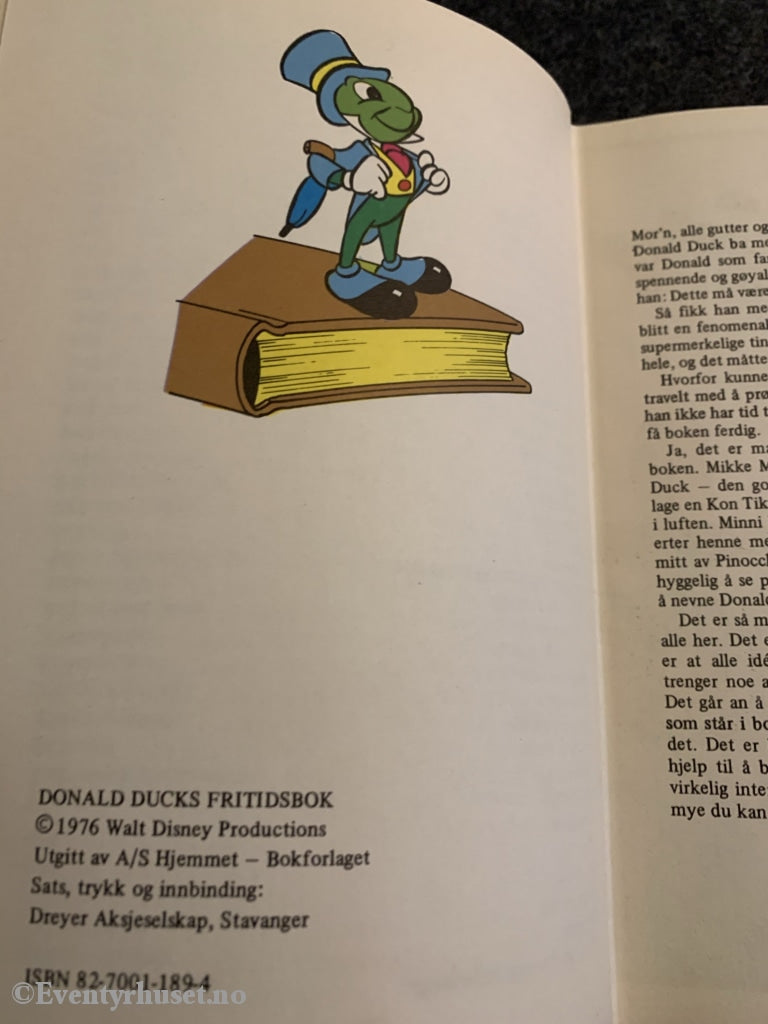 DONALD DUCKS FRITIDSBOK
©1976 Walt Disney Productions
Utgitt av A/S Hjemmet – Bokforlaget
Sats, trykk og innbinding:
Dreyer Aksjeselskap, Stavanger
ISBN 82-7001-189-4
©Eventyrhuset.no
Mor'n, alle gutter og
Donald Duck ba me
var Donald som fa
spennende og gøyal
han: Dette må være
Så fikk han me
blitt en fenomenal
supermerkelige tin
hele, og det måtte
Hvorfor kunne
travelt med å prø
han ikke har tid t
få boken ferdig.
Ja, det er ma
boken. Mikke M
Duck – den go
lage en Kon Tik
i luften. Minni
erter henne me
mitt av Pinocch
hyggelig å se p
å nevne Donald
Det er så m
alle her. Det e
er at alle idé
trenger noe a
Det går an å
som står i bo
det. Det er
hjelp til å b
virkelig inte
mye du kan